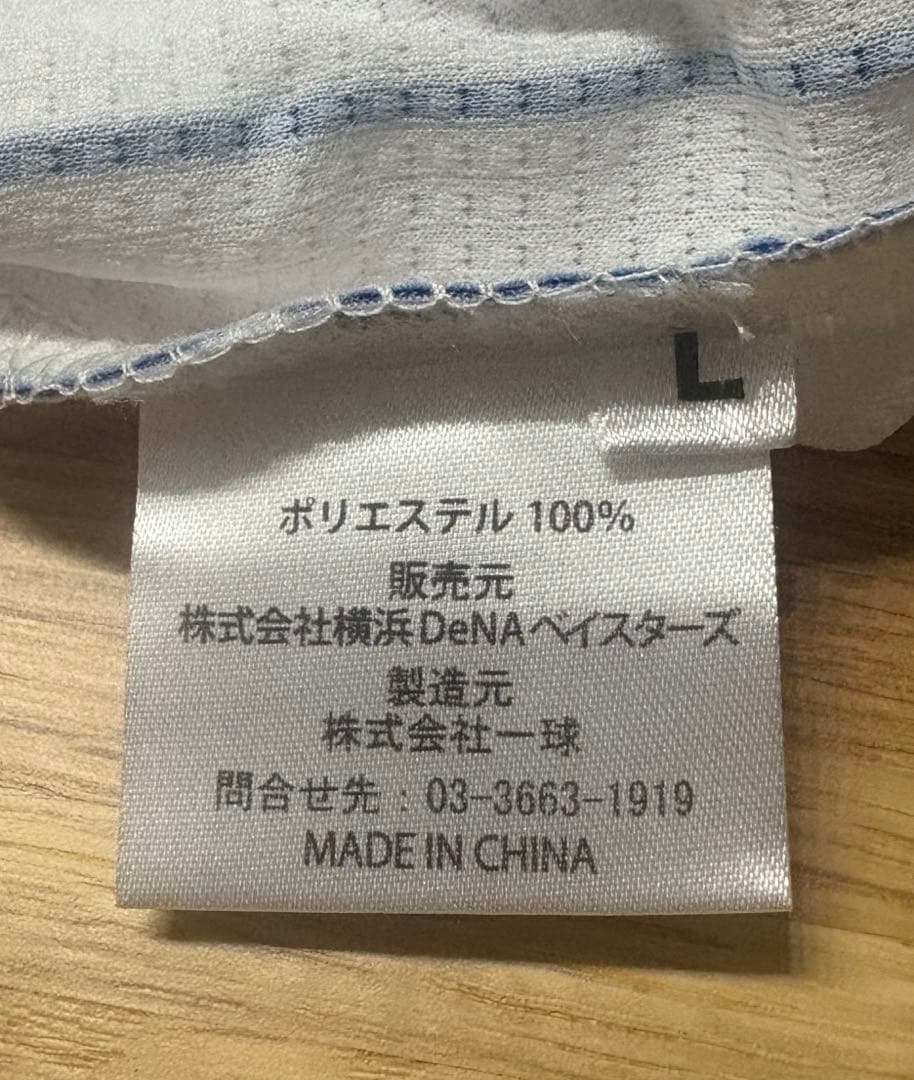 L
ポリエステル 100%
販売元
株式会社横浜DeNAベイスターズ
製造元
株式会社一球
問合せ先：03-3663-1919
MADE IN CHINA